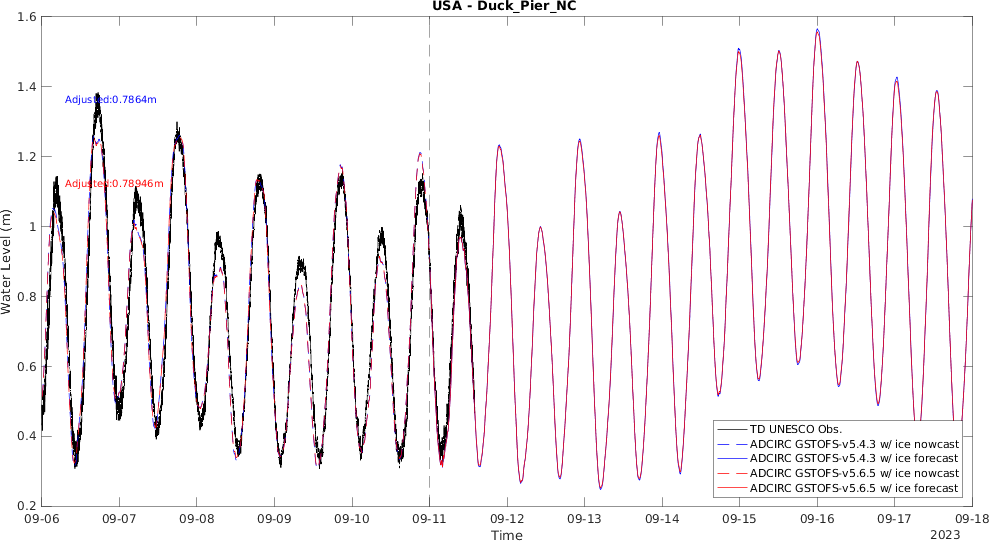 USA - Duck_Pier_NC
1.6
1.4
1.2
1
0.8
0.6
0.4
0.2
Water Level (m)
Adjusted:0.7864m
Adjusted:0.78946m
TD UNESCO Obs.
ADCIRC GSTOFS-v5.4.3 w/ ice nowcast
ADCIRC GSTOFS-v5.4.3 w/ ice forecast
ADCIRC GSTOFS-v5.6.5 w/ ice nowcast
ADCIRC GSTOFS-v5.6.5 w/ ice forecast
09-06 09-07 09-08 09-09 09-10 09-11 09-12 09-13 09-14 09-15 09-16 09-17 09-18
Time
2023